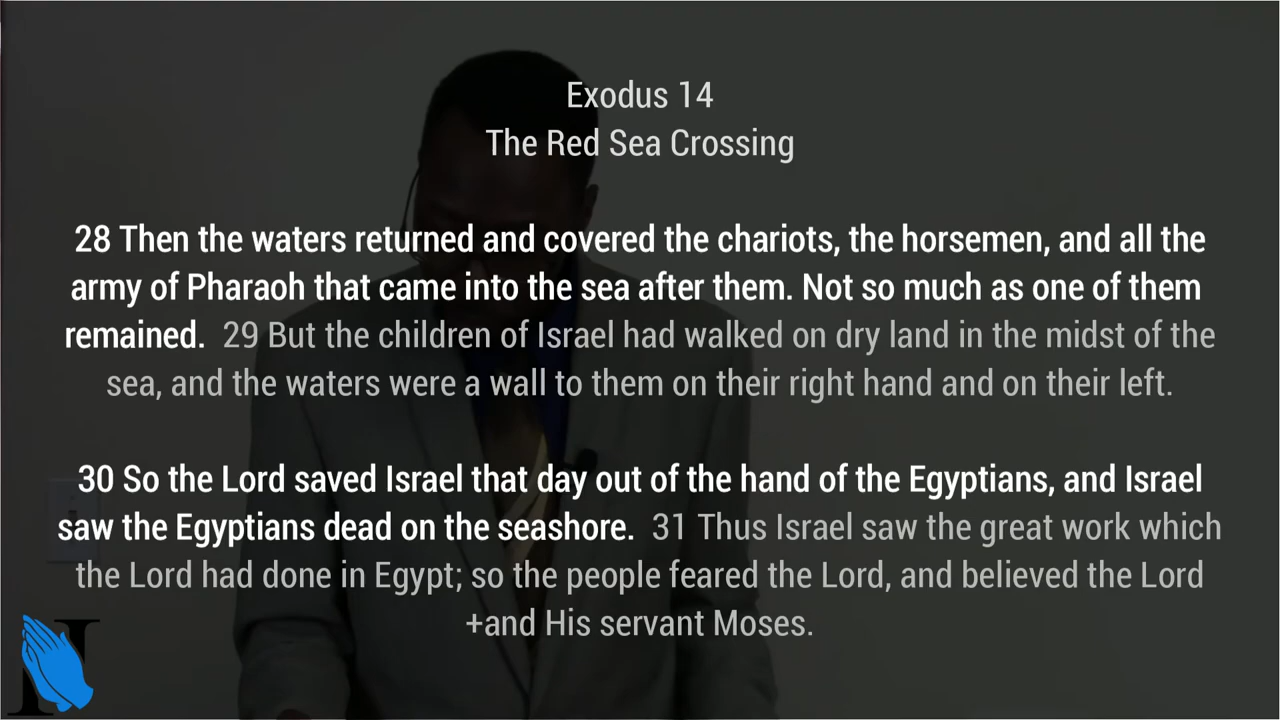 Exodus 14
The Red Sea Crossing
28 Then the waters returned and covered the chariots, the horsemen, and all the
army of Pharaoh that came into the sea after them. Not so much as one of them
remained. 29 But the children of Israel had walked on dry land in the midst of the
sea, and the waters were a wall to them on their right hand and on their left.
30 So the Lord saved Israel that day out of the hand of the Egyptians, and Israel
saw the Egyptians dead on the seashore. 31 Thus Israel saw the great work which
the Lord had done in Egypt; so the people feared the Lord, and believed the Lord
+and His servant Moses.
N